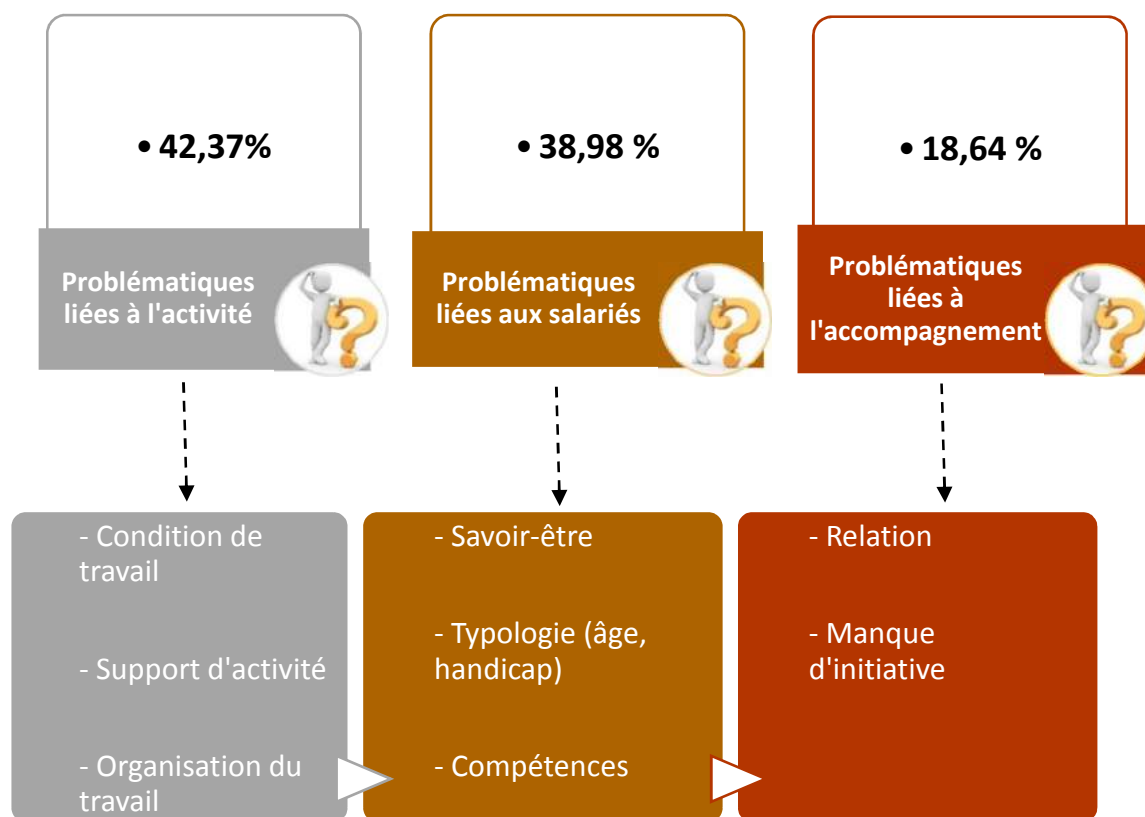 • 42,37%
Problématiques
liées à l'activité
• 38,98 %
Problématiques
liées aux salariés
• 18,64 %
Problématiques
liées à
l'accompagnement
- Condition de
travail
- Support d'activité
- Organisation du
travail
- Savoir-être
- Typologie (âge,
handicap)
- Compétences
- Relation
- Manque
d'initiative